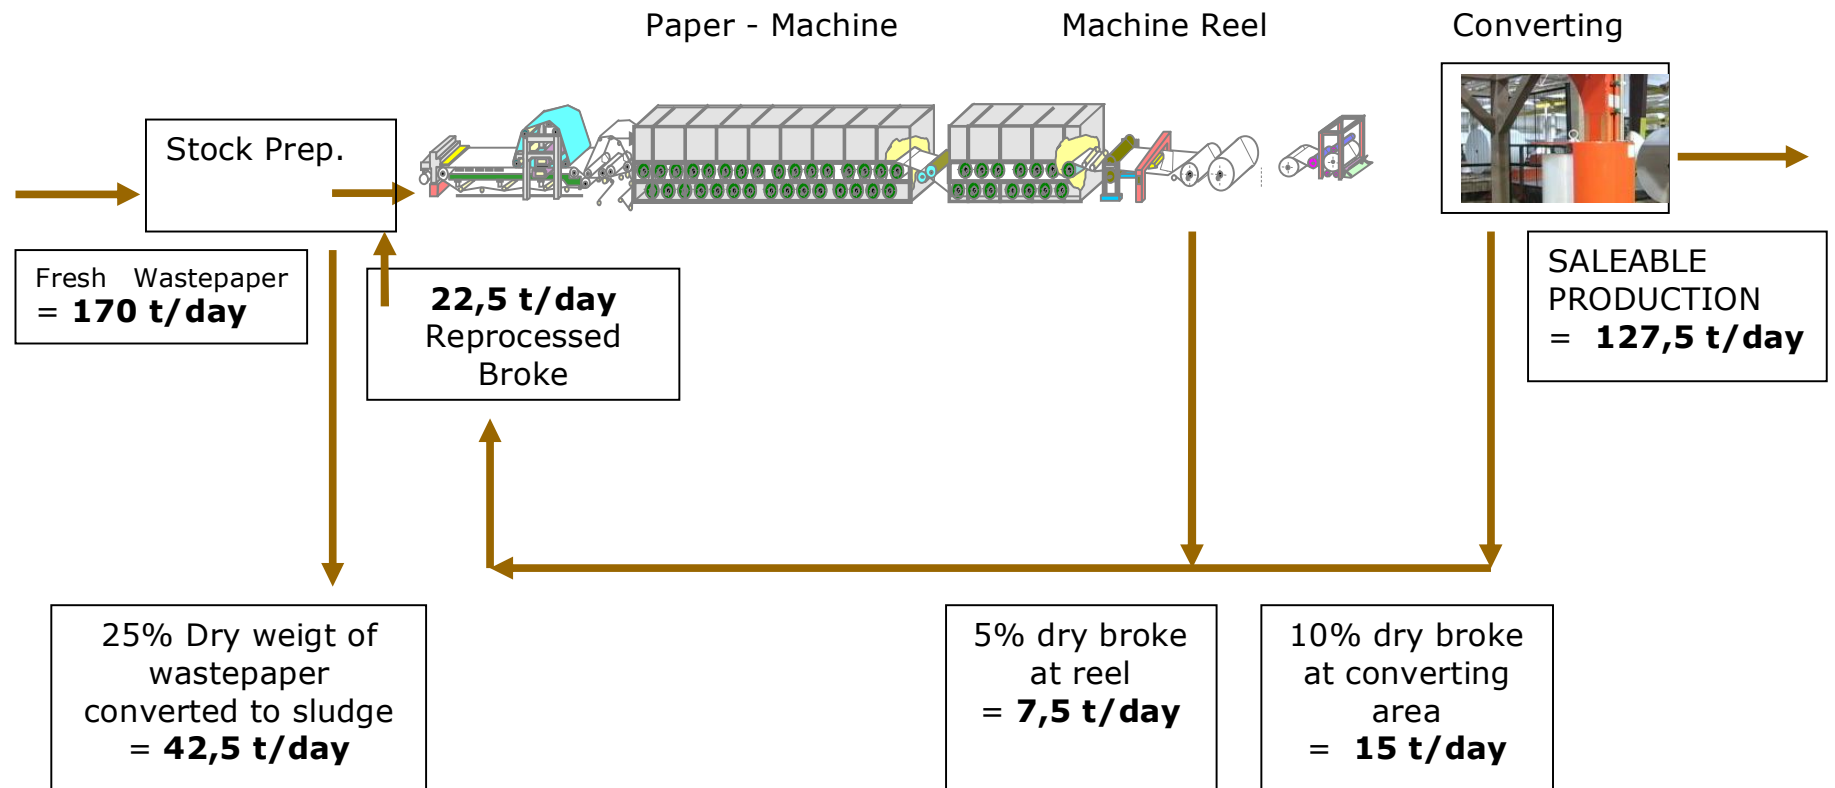 Paper - Machine
Machine Reel
Converting
Stock Prep.
Fresh Wastepaper
= 170 t/day
22,5 t/day
Reprocessed
Broke
SALEABLE
PRODUCTION
= 127,5 t/day
25% Dry weigt of
wastepaper
converted to sludge
= 42,5 t/day
5% dry broke
at reel
= 7,5 t/day
10% dry broke
at converting
area
= 15 t/day